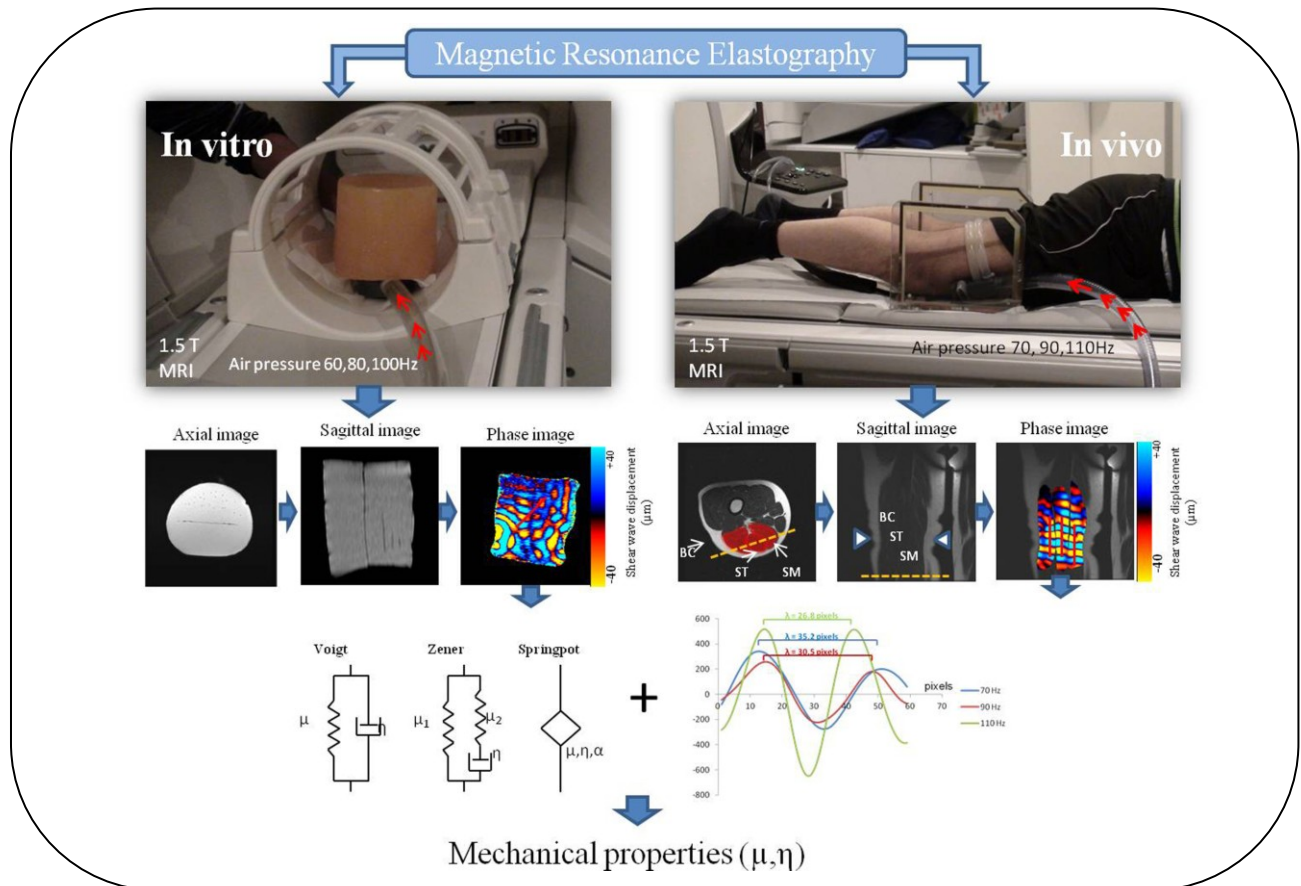 Magnetic Resonance Elastography
In vitro
1.5 T
MRI
Air pressure 60,80,100Hz
In vivo
1.5 T
MRI
Air pressure 70, 90,110Hz
Axial image
Sagittal image
Phase image
+40
-40
Shear wave displacement
(µm)
Axial image
BC
ST
SM
Sagittal image
BC
ST
SM
Phase image
+40
-40
Shear wave displacement
(µm)
Voigt
μ
η
Zener
μ1
μ2
η
Springpot
μ,η,α
+
λ = 26.8 pixels
λ = 35.2 pixels
λ = 30.5 pixels
600
400
200
0
-200
-400
-600
-800
0 10 20 30 40 50 60 70
pixels
70 Hz
90 Hz
110 Hz
Mechanical properties (μ,η)